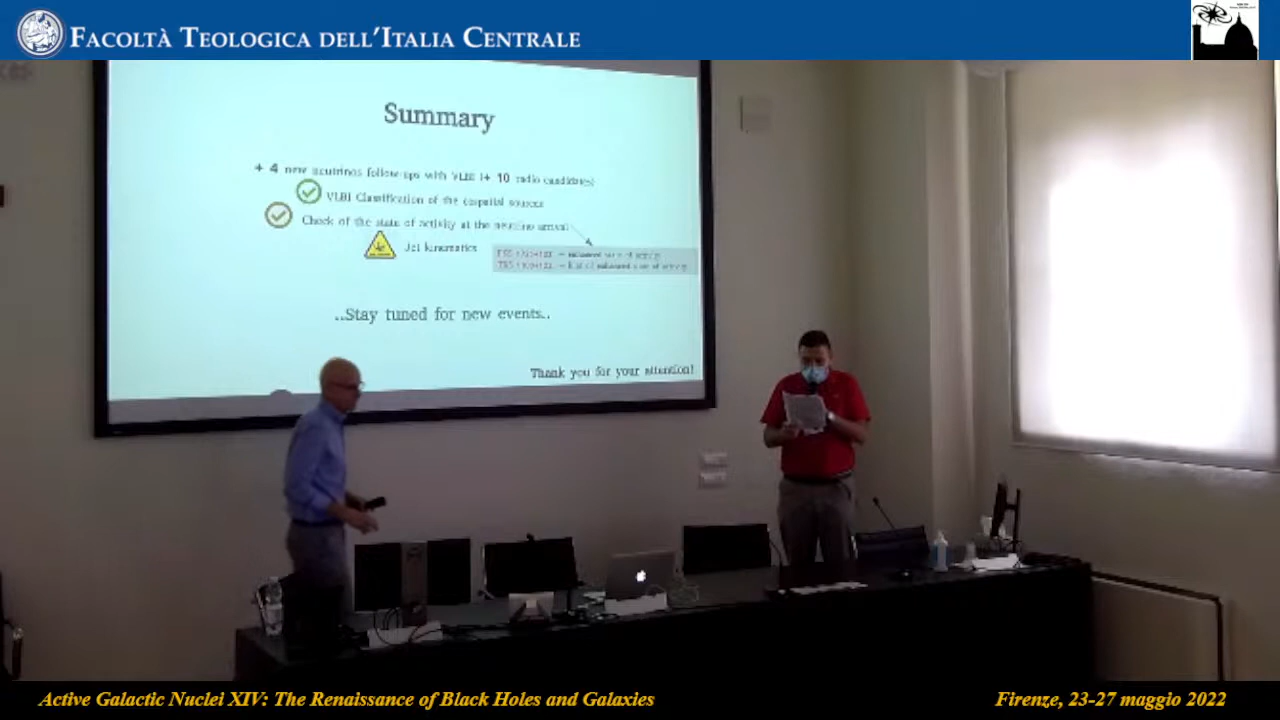 FACOLTÀ TEOLOGICA DELL'ITALIA CENTRALE
Summary
+ 4 new neutrinos follow-ups with VLBI (+ 10 radio candidates)
VLBI Classification of the cospatial sources
Check of the state of activity at the neutrino arrival
Jet kinematics
..Stay tuned for new events..
Thank you for your attention!
Active Galactic Nuclei XIV: The Renaissance of Black Holes and Galaxies
Firenze, 23-27 maggio 2022